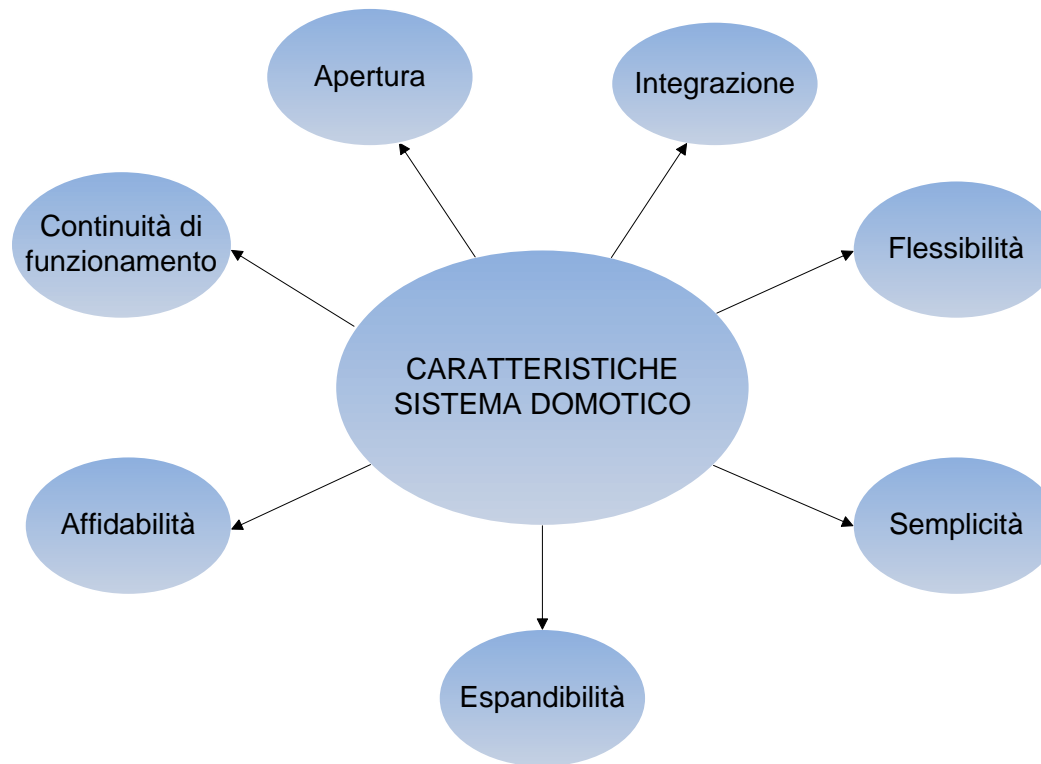 Apertura
Integrazione
Continuità di
funzionamento
Flessibilità
CARATTERISTICHE
SISTEMA DOMOTICO
Affidabilità
Semplicità
Espandibilità